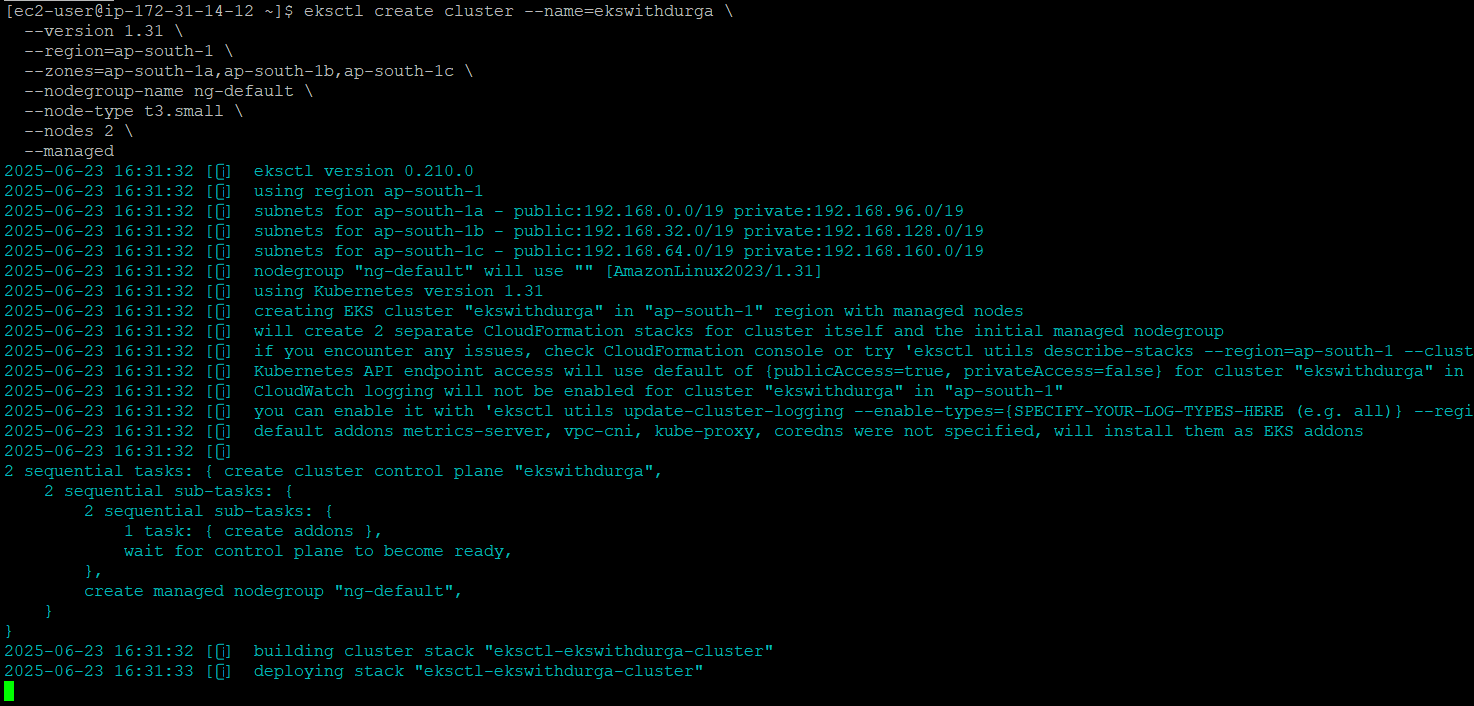 [ec2-user@ip-172-31-14-12 ~]$ eksctl create cluster --name=ekswithdurga \
  --version 1.31 \
  --region=ap-south-1 \
  --zones=ap-south-1a,ap-south-1b,ap-south-1c \
  --nodegroup-name ng-default \
  --node-type t3.small \
  --nodes 2 \
  --managed
2025-06-23 16:31:32 [ℹ]  eksctl version 0.210.0
2025-06-23 16:31:32 [ℹ]  using region ap-south-1
2025-06-23 16:31:32 [ℹ]  subnets for ap-south-1a - public:192.168.0.0/19 private:192.168.96.0/19
2025-06-23 16:31:32 [ℹ]  subnets for ap-south-1b - public:192.168.32.0/19 private:192.168.128.0/19
2025-06-23 16:31:32 [ℹ]  subnets for ap-south-1c - public:192.168.64.0/19 private:192.168.160.0/19
2025-06-23 16:31:32 [ℹ]  nodegroup "ng-default" will use "" [AmazonLinux2023/1.31]
2025-06-23 16:31:32 [ℹ]  using Kubernetes version 1.31
2025-06-23 16:31:32 [ℹ]  creating EKS cluster "ekswithdurga" in "ap-south-1" region with managed nodes
2025-06-23 16:31:32 [ℹ]  will create 2 separate CloudFormation stacks for cluster itself and the initial managed nodegroup
2025-06-23 16:31:32 [ℹ]  if you encounter any issues, check CloudFormation console or try 'eksctl utils describe-stacks --region=ap-south-1 --clust
2025-06-23 16:31:32 [ℹ]  Kubernetes API endpoint access will use default of {publicAccess=true, privateAccess=false} for cluster "ekswithdurga" in
2025-06-23 16:31:32 [ℹ]  CloudWatch logging will not be enabled for cluster "ekswithdurga" in "ap-south-1"
2025-06-23 16:31:32 [ℹ]  you can enable it with 'eksctl utils update-cluster-logging --enable-types={SPECIFY-YOUR-LOG-TYPES-HERE (e.g. all)} --regi
2025-06-23 16:31:32 [ℹ]  default addons metrics-server, vpc-cni, kube-proxy, coredns were not specified, will install them as EKS addons
2025-06-23 16:31:32 [ℹ]
2 sequential tasks: { create cluster control plane "ekswithdurga",
    2 sequential sub-tasks: {
        2 sequential sub-tasks: {
            1 task: { create addons },
            wait for control plane to become ready,
        },
        create managed nodegroup "ng-default",
    }
}
2025-06-23 16:31:32 [ℹ]  building cluster stack "eksctl-ekswithdurga-cluster"
2025-06-23 16:31:33 [ℹ]  deploying stack "eksctl-ekswithdurga-cluster"